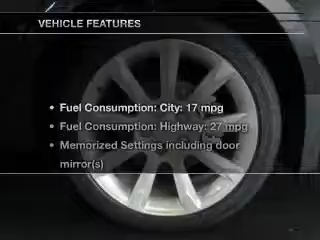 VEHICLE FEATURES
• Fuel Consumption: City: 17 mpg
• Fuel Consumption: Highway: 27 mpg
• Memorized Settings including door
mirror(s)